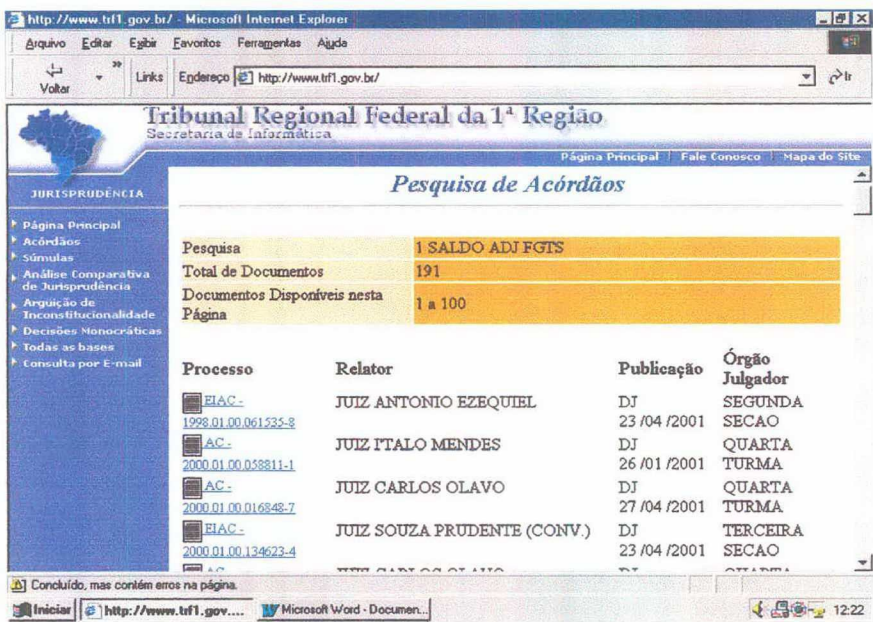 http://www.trf1.gov.br/ - Microsoft Internet Explorer
Arquivo Editar Exibir Favoritos Ferramentas Ajuda
Voltar » Links Endereço http://www.trf1.gov.br/ Ir
Tribunal Regional Federal da 1ª Região
Secretaria de Informática
Página Principal | Fale Conosco | Mapa do Site
JURISPRUDÊNCIA
Página Principal
Acórdãos
Súmulas
Análise Comparativa
de Jurisprudência
Arguição de
Inconstitucionalidade
Decisões Monocráticas
Todas as bases
Consulta por E-mail
Pesquisa de Acórdãos
Pesquisa 1 SALDO ADJ FGTS
Total de Documentos 191
Documentos Disponíveis nesta
Página 1 a 100
Processo Relator Publicação Órgão
Julgador
EIAC - JUIZ ANTONIO EZEQUIEL DJ SEGUNDA
1998.01.00.061535-8 23 /04 /2001 SECAO
AC - JUIZ I'TALO MENDES DJ QUARTA
2000.01.00.058811-1 26 /01 /2001 TURMA
AC - JUIZ CARLOS OLAVO DJ QUARTA
2000.01.00.016848-7 27 /04 /2001 TURMA
EIAC - JUIZ SOUZA PRUDENTE (CONV.) DJ TERCEIRA
2000.01.00.134623-4 23 /04 /2001 SECAO
AC - JUIZ CARLOS OLAVO DJ QUARTA
Concluído, mas contém erros na página.
Iniciar http://www.trf1.gov.... Microsoft Word - Documen... 12:22